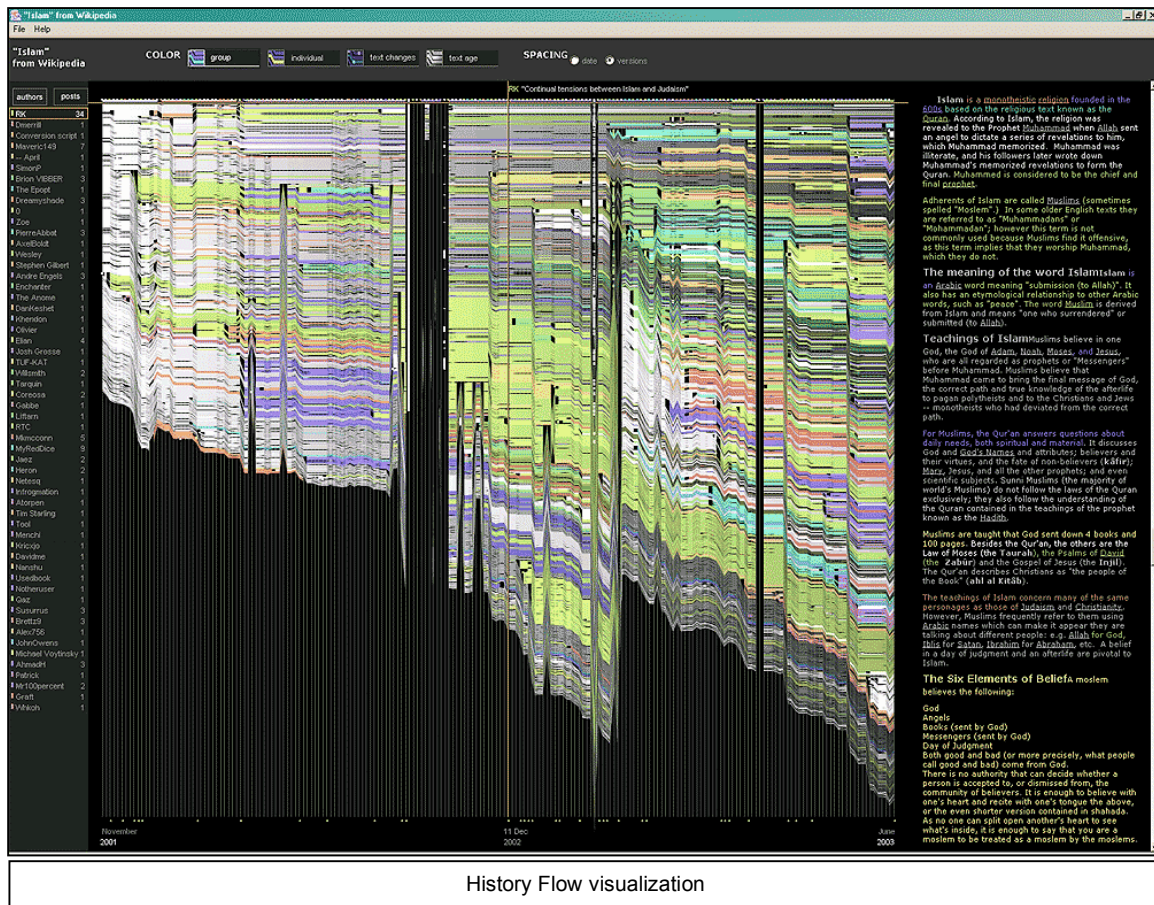 "Islam" from Wikipedia
File Help
"Islam"
from Wikipedia
COLOR group individual text changes text age SPACING date versions
authors posts
RK "Continual tensions between Islam and Judaism"
RK 34
Dmerrill 1
Conversion script 1
Maveric149 7
-- April 1
SimonP 1
Brion VIBBER 3
The Epopt 1
Dreamyshade 3
0 1
Zoe 1
PierreAbbat 3
AxelBoldt 1
Wesley 1
Stephen Gilbert 1
Andre Engels 3
Enchanter 1
The Anome 1
DanKeshet 1
Khendon 1
Olivier 1
Elian 4
Josh Grosse 1
TUF-KAT 1
Willsmith 2
Tarquin 1
Coreosa 2
Gabbe 1
Liftarn 1
RTC 1
Mkmcconn 5
MyRedDice 9
Jaez 2
Heron 2
Netesq 1
Infrogmation 1
Atorpen 1
Tim Starling 1
Tool 1
Menchi 1
Kricxjo 1
Davidme 1
Nanshu 1
Usedbook 1
Notheruser 1
Gaz 1
Susurrus 3
Brettz9 3
Alex756 1
JohnOwens 1
Michael Voytinsky 1
AhmadH 3
Patrick 1
Mr100percent 2
Graft 1
Whkoh 1
November
2001
11 Dec
2002
June
2003
Islam is a monotheistic religion founded in the
600s based on the religious text known as the
Quran. According to Islam, the religion was
revealed to the Prophet Muhammad when Allah sent
an angel to dictate a series of revelations to him,
which Muhammad memorized. Muhammad was
illiterate, and his followers later wrote down
Muhammad's memorized revelations to form the
Quran. Muhammed is considered to be the chief and
final prophet.
Adherents of Islam are called Muslims (sometimes
spelled "Moslem".) In some older English texts they
are referred to as "Muhammadans" or
"Mohammadan"; however this term is not
commonly used because Muslims find it offensive,
as this term implies that they worship Muhammad,
which they do not.
The meaning of the word IslamIslam is
an Arabic word meaning "submission (to Allah)". It
also has an etymological relationship to other Arabic
words, such as "peace". The word Muslim is derived
from Islam and means "one who surrendered" or
submitted (to Allah).
Teachings of IslamMuslims believe in one
God, the God of Adam, Noah, Moses, and Jesus,
who are all regarded as prophets or "Messengers"
before Muhammad. Muslims believe that
Muhammad came to bring the final message of God,
the correct path and true knowledge of the afterlife
to pagan polytheists and to the Christians and Jews
-- monotheists who had deviated from the correct
path.
For Muslims, the Qur'an answers questions about
daily needs, both spiritual and material. It discusses
God and God's Names and attributes; believers and
their virtues, and the fate of non-believers (kâfir);
Mary, Jesus, and all the other prophets; and even
scientific subjects. Sunni Muslims (the majority of
world's Muslims) do not follow the laws of the Quran
exclusively; they also follow the understanding of
the Quran contained in the teachings of the prophet
known as the Hadith.
Muslims are taught that God sent down 4 books and
100 pages. Besides the Qur'an, the others are the
Law of Moses (the Taurah), the Psalms of David
(the Zabûr) and the Gospel of Jesus (the Injil).
The Qur'an describes Christians as "the people of
the Book" (ahl al Kitâb).
The teachings of Islam concern many of the same
personages as those of Judaism and Christianity.
However, Muslims frequently refer to them using
Arabic names which can make it appear they are
talking about different people: e.g. Allah for God,
Iblis for Satan, Ibrahim for Abraham, etc. A belief
in a day of judgment and an afterlife are pivotal to
Islam.
The Six Elements of BeliefA moslem
believes the following:
God
Angels
Books (sent by God)
Messengers (sent by God)
Day of Judgment
Both good and bad (or more precisely, what people
call good and bad) come from God.
There is no authority that can decide whether a
person is accepted to, or dismissed from, the
community of believers. It is enough to believe with
one's heart and recite with one's tongue the above,
or the even shorter version contained in shahada.
As no one can split open another's heart to see
what's inside, it is enough to say that you are a
moslem to be treated as a moslem by the moslems.
History Flow visualization